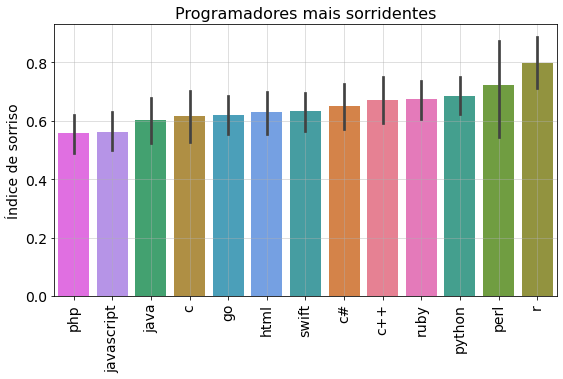 Programadores mais sorridentes
Índice de sorriso
0.8
0.6
0.4
0.2
0.0
php
javascript
java
c
go
html
swift
c#
c++
ruby
python
perl
r